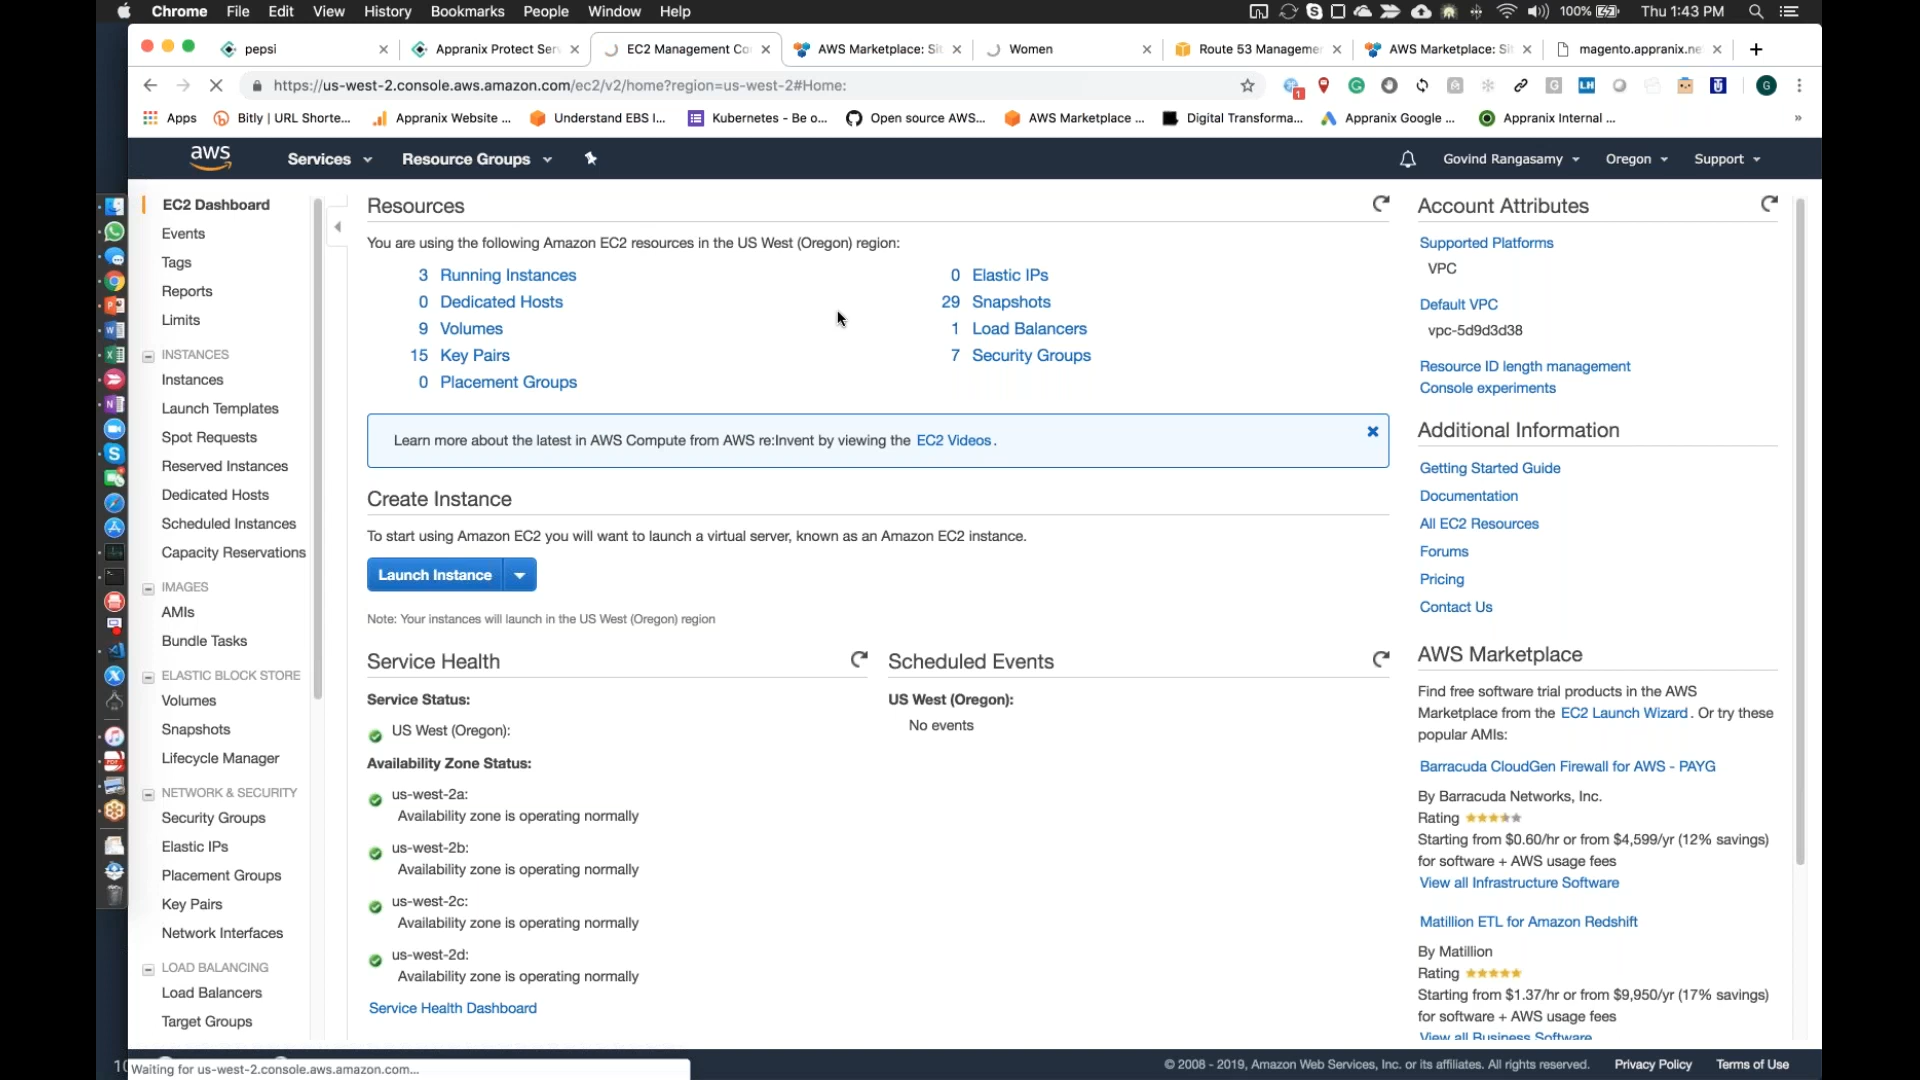 Chrome File Edit View History Bookmarks People Window Help 100% Thu 1:43 PM
pepsi Appranix Protect Ser EC2 Management Co AWS Marketplace: Si Women Route 53 Manageme AWS Marketplace: Si magento.appranix.ne
https://us-west-2.console.aws.amazon.com/ec2/v2/home?region=us-west-2#Home:
Apps Bitly | URL Shorte... Appranix Website ... Understand EBS I... Kubernetes - Be o... Open source AWS... AWS Marketplace ... Digital Transforma... Appranix Google ... Appranix Internal ... »
aws Services Resource Groups Govind Rangasamy Oregon Support
EC2 Dashboard
Events
Tags
Reports
Limits
INSTANCES
Instances
Launch Templates
Spot Requests
Reserved Instances
Dedicated Hosts
Scheduled Instances
Capacity Reservations
IMAGES
AMIs
Bundle Tasks
ELASTIC BLOCK STORE
Volumes
Snapshots
Lifecycle Manager
NETWORK & SECURITY
Security Groups
Elastic IPs
Placement Groups
Key Pairs
Network Interfaces
LOAD BALANCING
Load Balancers
Target Groups
Resources
You are using the following Amazon EC2 resources in the US West (Oregon) region:
3 Running Instances
0 Dedicated Hosts
9 Volumes
15 Key Pairs
0 Placement Groups
0 Elastic IPs
29 Snapshots
1 Load Balancers
7 Security Groups
Learn more about the latest in AWS Compute from AWS re:Invent by viewing the EC2 Videos.
Create Instance
To start using Amazon EC2 you will want to launch a virtual server, known as an Amazon EC2 instance.
Launch Instance
Note: Your instances will launch in the US West (Oregon) region
Service Health
Service Status:
US West (Oregon):
Availability Zone Status:
us-west-2a:
Availability zone is operating normally
us-west-2b:
Availability zone is operating normally
us-west-2c:
Availability zone is operating normally
us-west-2d:
Availability zone is operating normally
Service Health Dashboard
Scheduled Events
US West (Oregon):
No events
Account Attributes
Supported Platforms
VPC
Default VPC
vpc-5d9d3d38
Resource ID length management
Console experiments
Additional Information
Getting Started Guide
Documentation
All EC2 Resources
Forums
Pricing
Contact Us
AWS Marketplace
Find free software trial products in the AWS
Marketplace from the EC2 Launch Wizard. Or try these
popular AMIs:
Barracuda CloudGen Firewall for AWS - PAYG
By Barracuda Networks, Inc.
Rating
Starting from $0.60/hr or from $4,599/yr (12% savings)
for software + AWS usage fees
View all Infrastructure Software
Matillion ETL for Amazon Redshift
By Matillion
Rating
Starting from $1.37/hr or from $9,950/yr (17% savings)
for software + AWS usage fees
View all Business Software
Waiting for us-west-2.console.aws.amazon.com...
© 2008 - 2019, Amazon Web Services, Inc. or its affiliates. All rights reserved. Privacy Policy Terms of Use